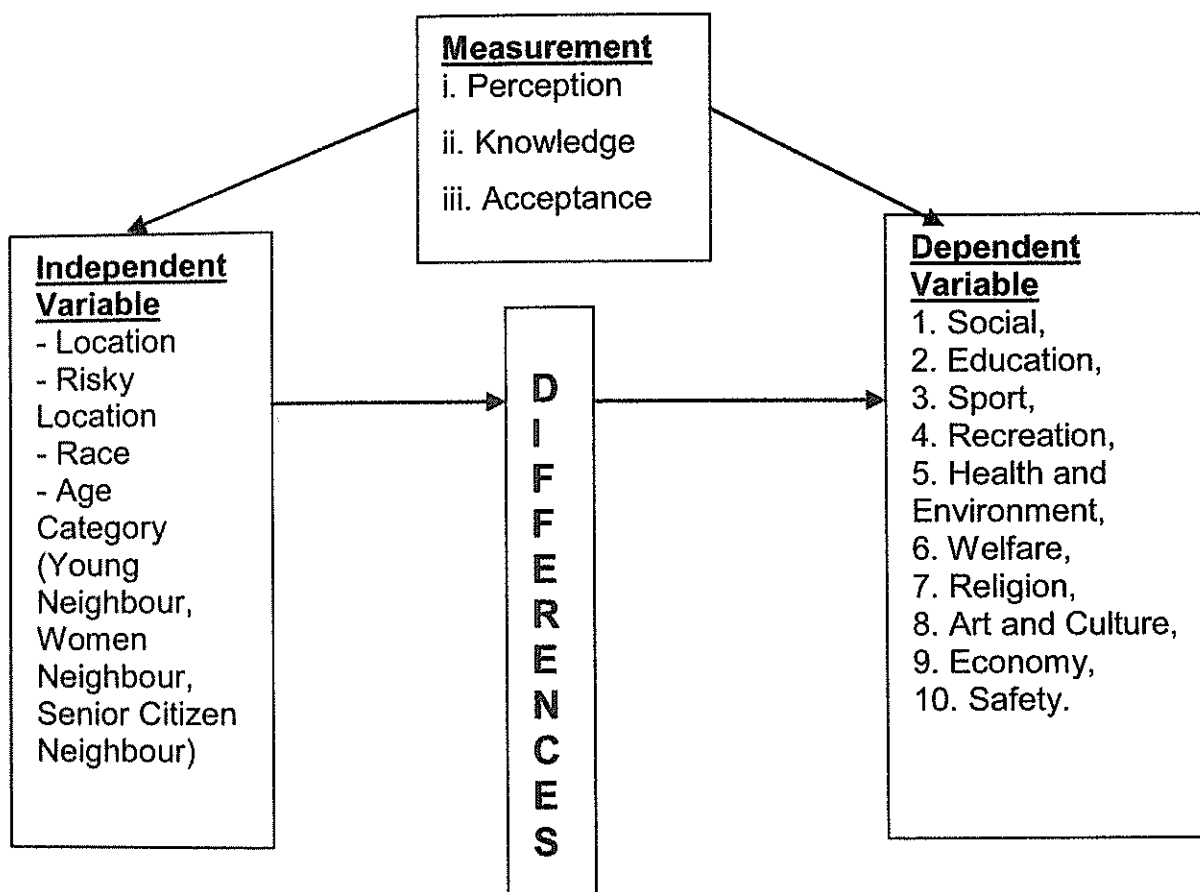 Measurement
i. Perception
ii. Knowledge
iii. Acceptance
Independent
Variable
- Location
- Risky
Location
- Race
- Age
Category
(Young
Neighbour,
Women
Neighbour,
Senior Citizen
Neighbour)
D
I
F
F
E
R
E
N
C
E
S
Dependent
Variable
1. Social,
2. Education,
3. Sport,
4. Recreation,
5. Health and
Environment,
6. Welfare,
7. Religion,
8. Art and Culture,
9. Economy,
10. Safety.